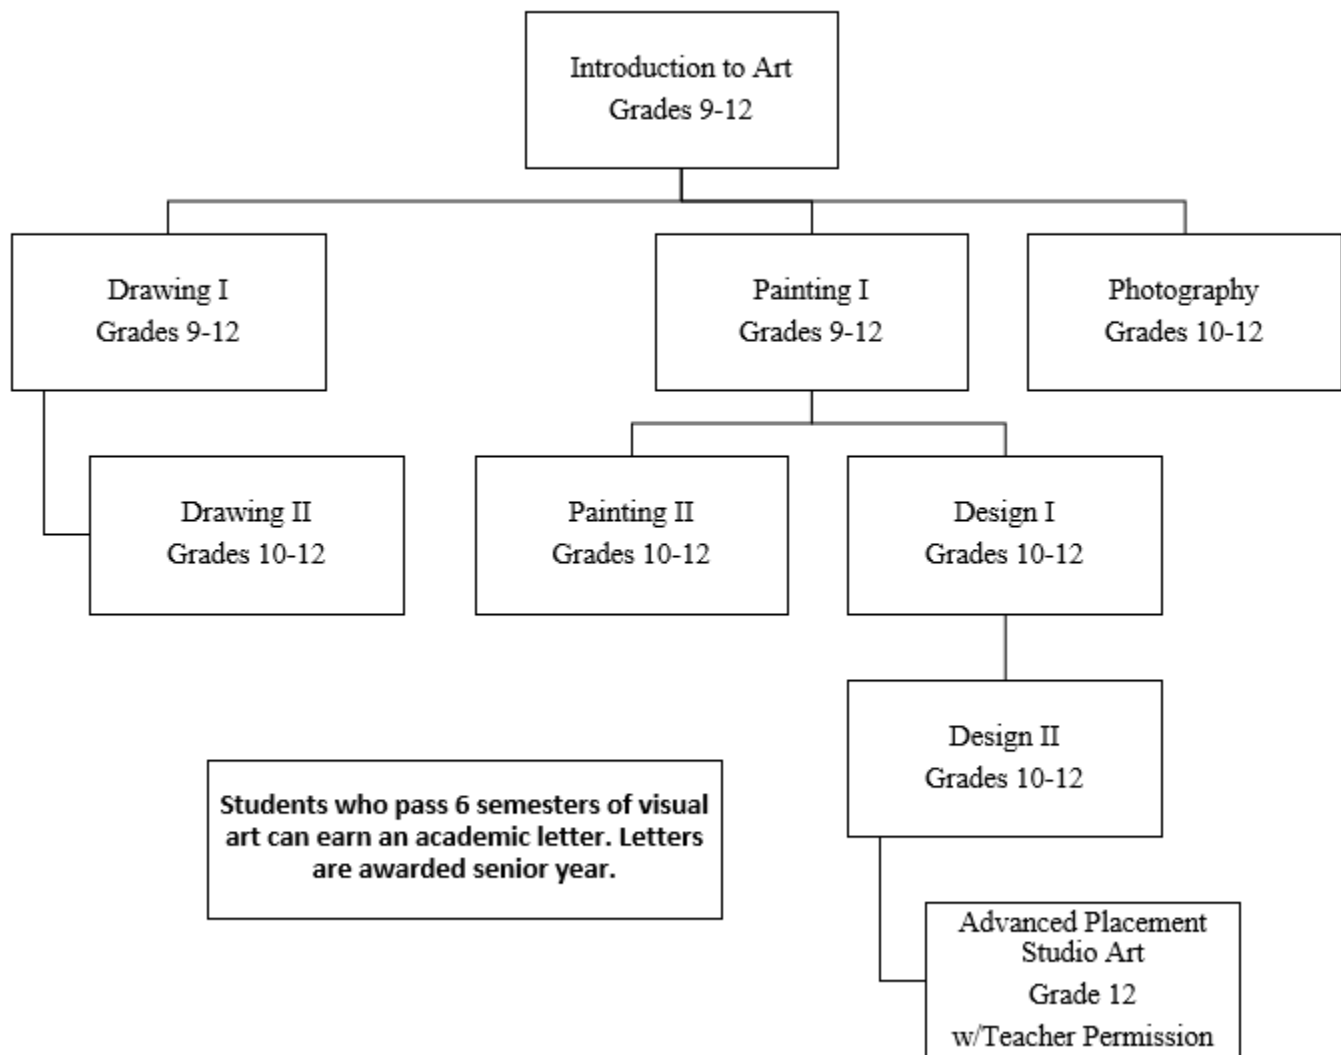 Introduction to Art
Grades 9-12
Drawing I
Grades 9-12
Painting I
Grades 9-12
Photography
Grades 10-12
Drawing II
Grades 10-12
Painting II
Grades 10-12
Design I
Grades 10-12
Design II
Grades 10-12
Students who pass 6 semesters of visual
art can earn an academic letter. Letters
are awarded senior year.
Advanced Placement
Studio Art
Grade 12
w/Teacher Permission